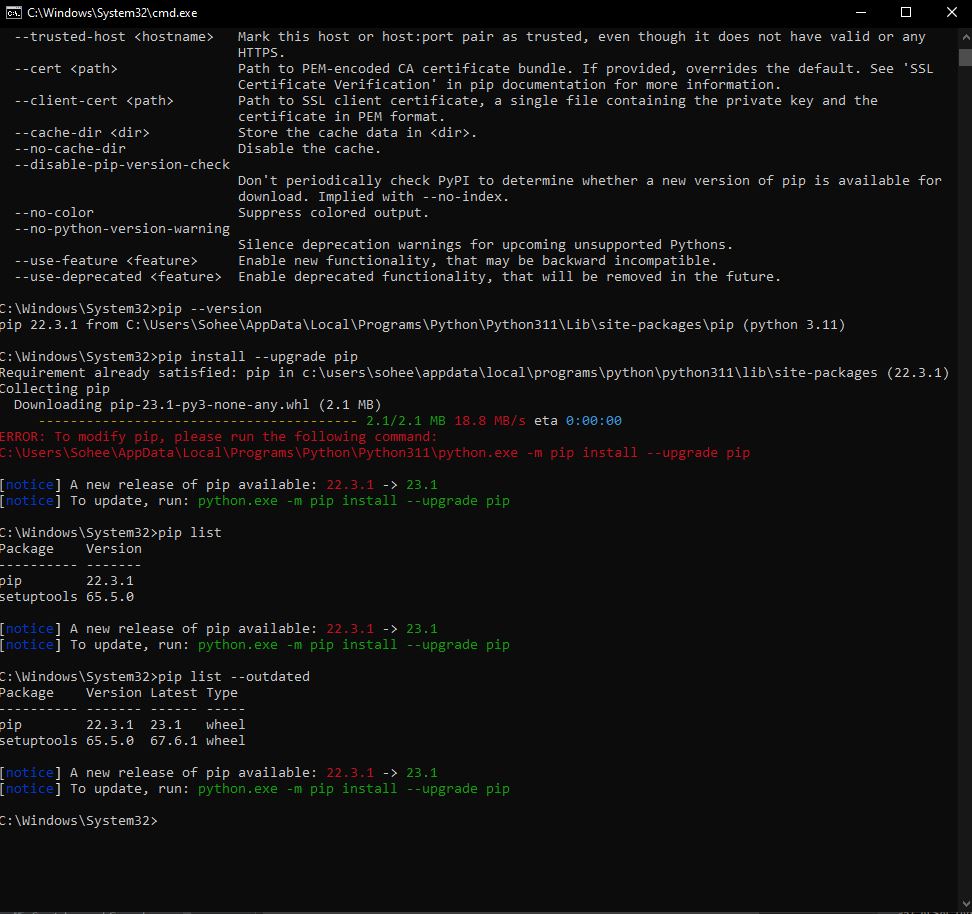 C:\Windows\System32\cmd.exe
--trusted-host <hostname>   Mark this host or host:port pair as trusted, even though it does not have valid or any
HTTPS.
--cert <path>               Path to PEM-encoded CA certificate bundle. If provided, overrides the default. See 'SSL
Certificate Verification' in pip documentation for more information.
--client-cert <path>        Path to SSL client certificate, a single file containing the private key and the
certificate in PEM format.
--cache-dir <dir>           Store the cache data in <dir>.
--no-cache-dir              Disable the cache.
--disable-pip-version-check
Don't periodically check PyPI to determine whether a new version of pip is available for
download. Implied with --no-index.
--no-color                  Suppress colored output.
--no-python-version-warning
Silence deprecation warnings for upcoming unsupported Pythons.
--use-feature <feature>     Enable new functionality, that may be backward incompatible.
--use-deprecated <feature>  Enable deprecated functionality, that will be removed in the future.
C:\Windows\System32>pip --version
pip 22.3.1 from C:\Users\Sohee\AppData\Local\Programs\Python\Python311\Lib\site-packages\pip (python 3.11)
C:\Windows\System32>pip install --upgrade pip
Requirement already satisfied: pip in c:\users\sohee\appdata\local\programs\python\python311\lib\site-packages (22.3.1)
Collecting pip
Downloading pip-23.1-py3-none-any.whl (2.1 MB)
---------------------------------------- 2.1/2.1 MB 18.8 MB/s eta 0:00:00
ERROR: To modify pip, please run the following command:
C:\Users\Sohee\AppData\Local\Programs\Python\Python311\python.exe -m pip install --upgrade pip
[notice] A new release of pip available: 22.3.1 -> 23.1
[notice] To update, run: python.exe -m pip install --upgrade pip
C:\Windows\System32>pip list
Package    Version
---------- -------
pip        22.3.1
setuptools 65.5.0
[notice] A new release of pip available: 22.3.1 -> 23.1
[notice] To update, run: python.exe -m pip install --upgrade pip
C:\Windows\System32>pip list --outdated
Package    Version Latest Type
---------- ------- ------ -----
pip        22.3.1  23.1   wheel
setuptools 65.5.0  67.6.1 wheel
[notice] A new release of pip available: 22.3.1 -> 23.1
[notice] To update, run: python.exe -m pip install --upgrade pip
C:\Windows\System32>